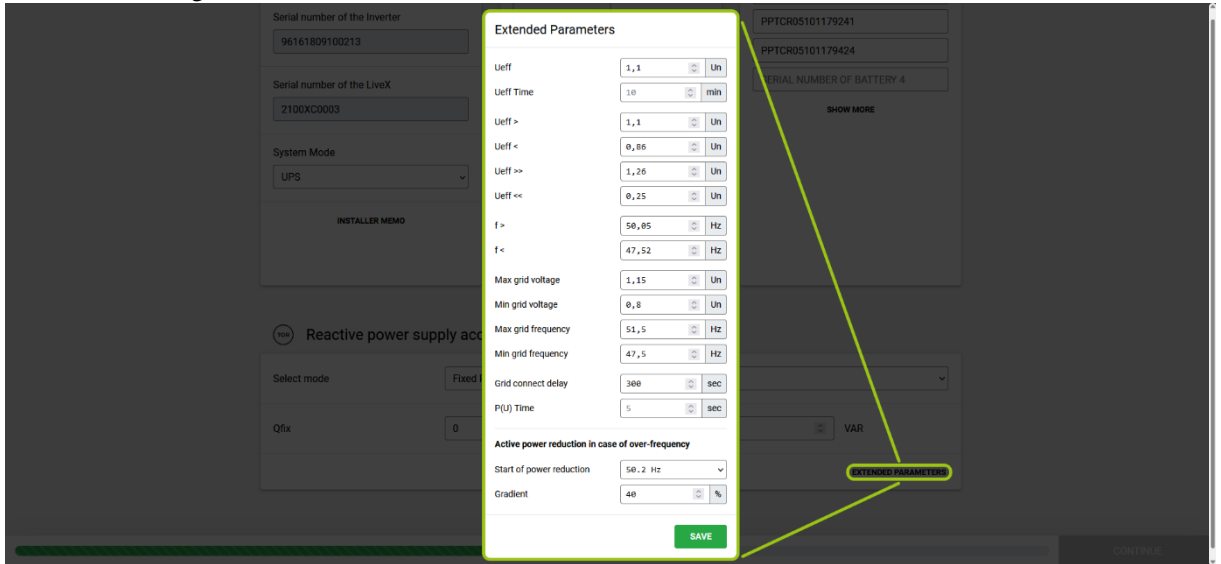 Serial number of the Inverter
96161809100213
Serial number of the LiveX
2100XC0003
System Mode
UPS
INSTALLER MEMO
PPTCR05101179241
PPTCR05101179424
SERIAL NUMBER OF BATTERY 4
SHOW MORE
TOR Reactive power supply acc
Select mode Fixed
Qfix 0 VAR
EXTENDED PARAMETERS
CONTINUE
Extended Parameters
Ueff 1,1 Un
Ueff Time 10 min
Ueff > 1,1 Un
Ueff < 0,86 Un
Ueff >> 1,26 Un
Ueff << 0,25 Un
f > 50,05 Hz
f < 47,52 Hz
Max grid voltage 1,15 Un
Min grid voltage 0,8 Un
Max grid frequency 51,5 Hz
Min grid frequency 47,5 Hz
Grid connect delay 300 sec
P(U) Time 5 sec
Active power reduction in case of over-frequency
Start of power reduction 50.2 Hz
Gradient 40 %
SAVE